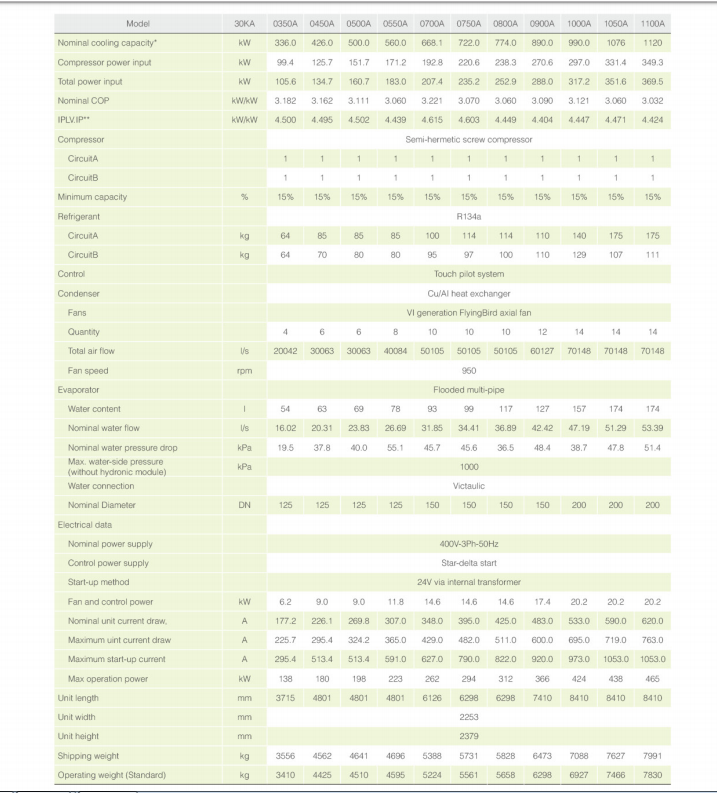 Model 30KA 0350A 0450A 0500A 0550A 0700A 0750A 0800A 0900A 1000A 1050A 1100A
Nominal cooling capacity* kW 336.0 426.0 500.0 560.0 668.1 722.0 774.0 890.0 990.0 1076 1120
Compressor power input kW 99.4 125.7 151.7 171.2 192.8 220.6 238.3 270.6 297.0 331.4 349.3
Total power input kW 105.6 134.7 160.7 183.0 207.4 235.2 252.9 288.0 317.2 351.6 369.5
Nominal COP kW/kW 3.182 3.162 3.111 3.060 3.221 3.070 3.060 3.090 3.121 3.060 3.032
IPLV.IP** kW/kW 4.500 4.495 4.502 4.439 4.615 4.603 4.449 4.404 4.447 4.471 4.424
Compressor Semi-hermetic screw compressor
CircuitA 1 1 1 1 1 1 1 1 1 1 1
CircuitB 1 1 1 1 1 1 1 1 1 1 1
Minimum capacity % 15% 15% 15% 15% 15% 15% 15% 15% 15% 15% 15%
Refrigerant R134a
CircuitA kg 64 85 85 85 100 114 114 110 140 175 175
CircuitB kg 64 70 80 80 95 97 100 110 129 107 111
Control Touch pilot system
Condenser Cu/Al heat exchanger
Fans VI generation FlyingBird axial fan
Quantity 4 6 6 8 10 10 10 12 14 14 14
Total air flow l/s 20042 30063 30063 40084 50105 50105 50105 60127 70148 70148 70148
Fan speed rpm 950
Evaporator Flooded multi-pipe
Water content l 54 63 69 78 93 99 117 127 157 174 174
Nominal water flow l/s 16.02 20.31 23.83 26.69 31.85 34.41 36.89 42.42 47.19 51.29 53.39
Nominal water pressure drop kPa 19.5 37.8 40.0 55.1 45.7 45.6 36.5 48.4 38.7 47.8 51.4
Max. water-side pressure
(without hydronic module) kPa 1000
Water connection Victaulic
Nominal Diameter DN 125 125 125 125 150 150 150 150 200 200 200
Electrical data
Nominal power supply 400V-3Ph-50Hz
Control power supply Star-delta start
Start-up method 24V via internal transformer
Fan and control power kW 6.2 9.0 9.0 11.8 14.6 14.6 14.6 17.4 20.2 20.2 20.2
Nominal unit current draw, A 177.2 226.1 269.8 307.0 348.0 395.0 425.0 483.0 533.0 590.0 620.0
Maximum uint current draw A 225.7 295.4 324.2 365.0 429.0 482.0 511.0 600.0 695.0 719.0 763.0
Maximum start-up current A 295.4 513.4 513.4 591.0 627.0 790.0 822.0 920.0 973.0 1053.0 1053.0
Max operation power kW 138 180 198 223 262 294 312 366 424 438 465
Unit length mm 3715 4801 4801 4801 6126 6298 6298 7410 8410 8410 8410
Unit width mm 2253
Unit height mm 2379
Shipping weight kg 3556 4562 4641 4696 5388 5731 5828 6473 7088 7627 7991
Operating weight (Standard) kg 3410 4425 4510 4595 5224 5561 5658 6298 6927 7466 7830